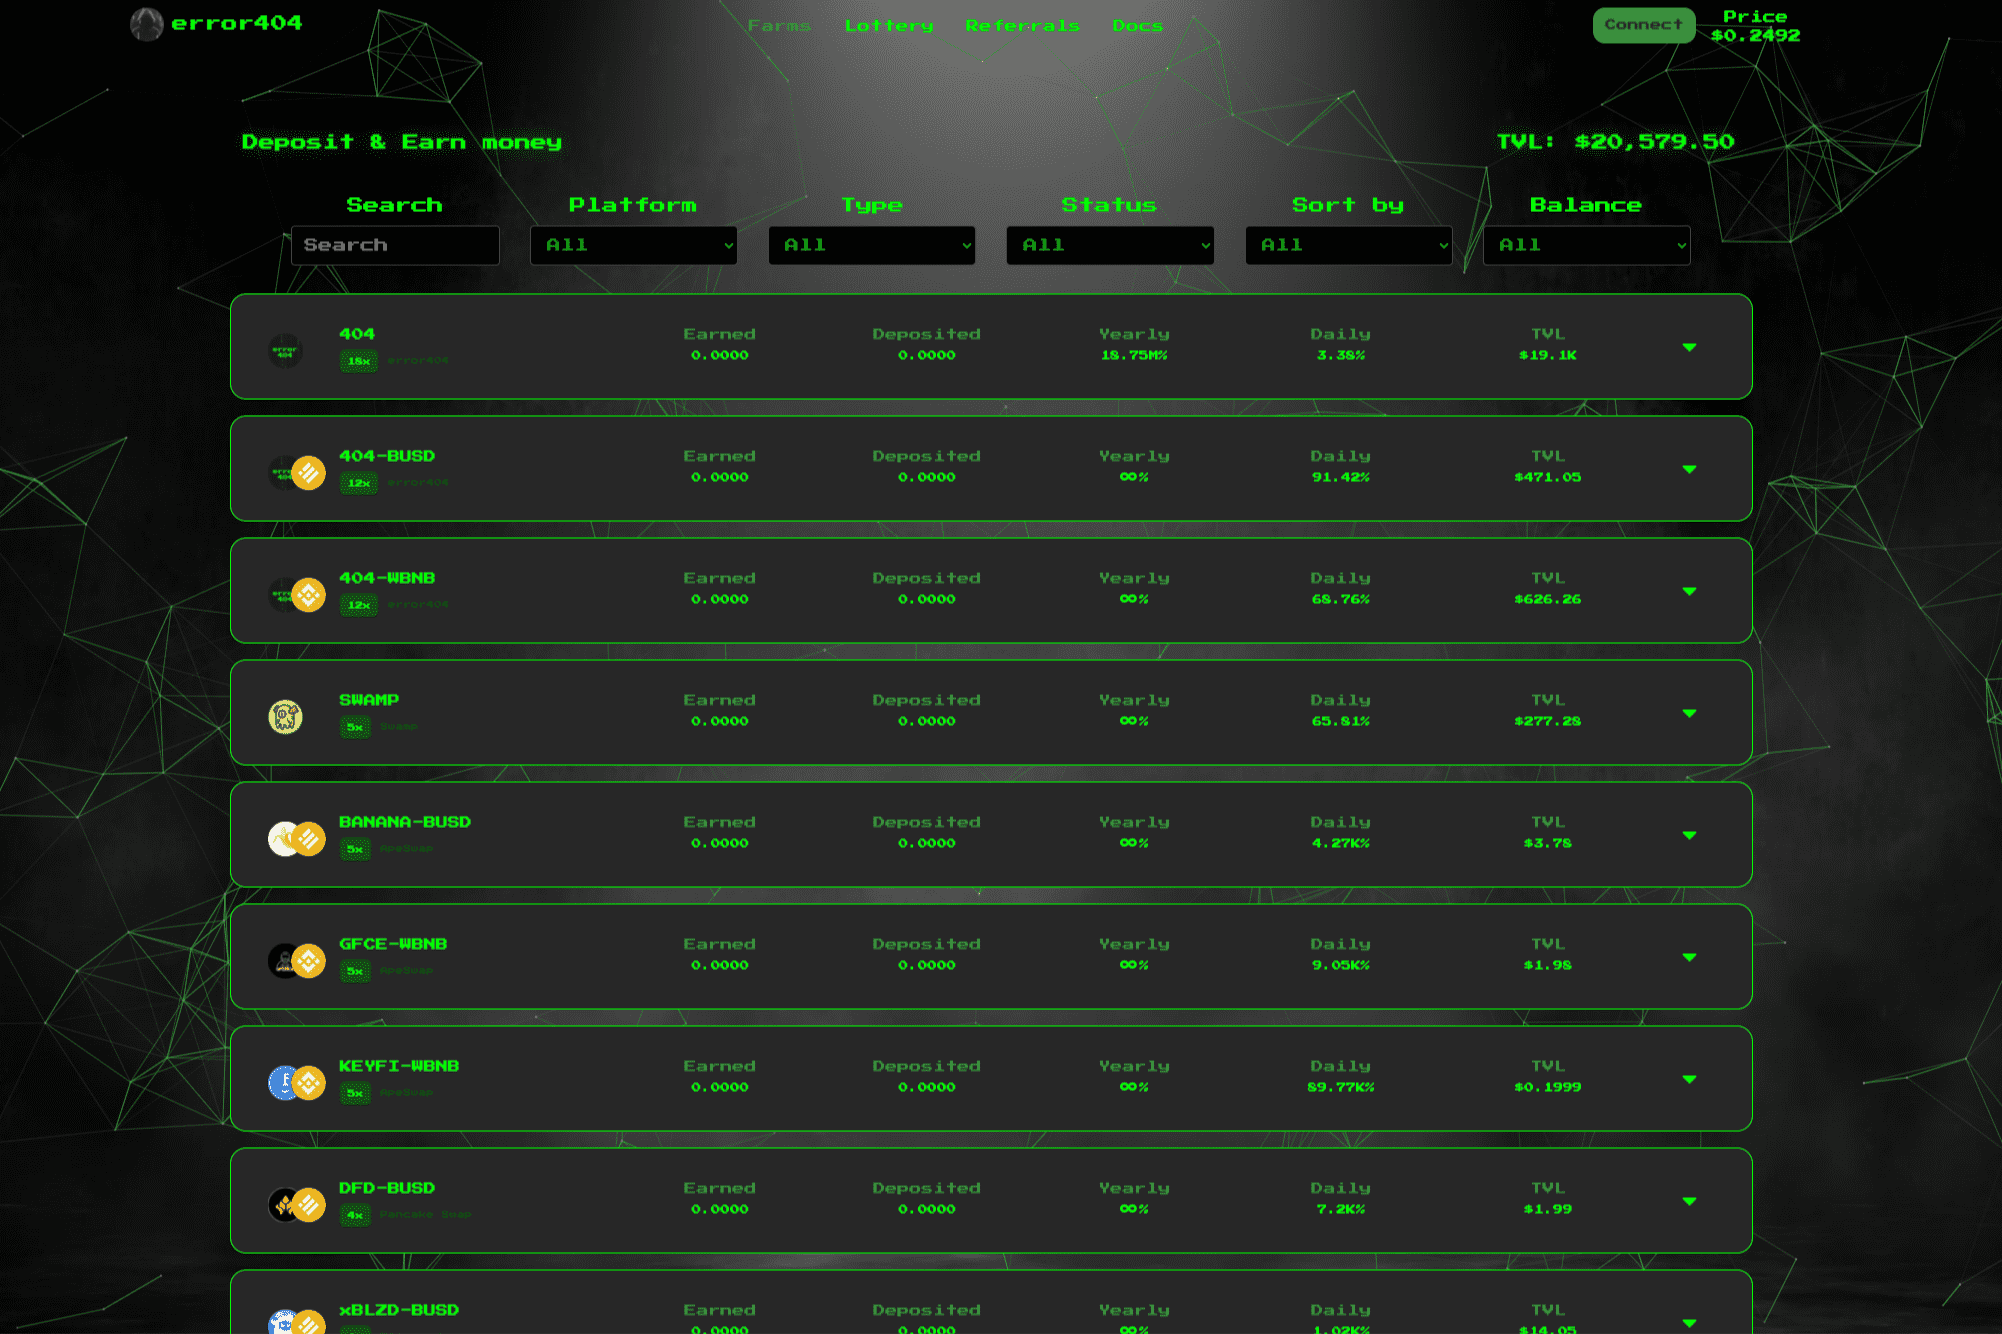 error404
Farms Lottery Referrals Docs
Connect
Price
$0.2492
Deposit & Earn money
TVL: $20,579.50
Search Platform Type Status Sort by Balance
Search All All All All All
404 Earned Deposited Yearly Daily TVL
18x error404 0.0000 0.0000 18.75M% 3.38% $19.1K
404-BUSD Earned Deposited Yearly Daily TVL
12x error404 0.0000 0.0000 ∞% 91.42% $471.05
404-WBNB Earned Deposited Yearly Daily TVL
12x error404 0.0000 0.0000 ∞% 68.76% $626.26
SWAMP Earned Deposited Yearly Daily TVL
5x Swamp 0.0000 0.0000 ∞% 65.81% $277.28
BANANA-BUSD Earned Deposited Yearly Daily TVL
5x ApeSwap 0.0000 0.0000 ∞% 4.27K% $3.78
GFCE-WBNB Earned Deposited Yearly Daily TVL
5x ApeSwap 0.0000 0.0000 ∞% 9.05K% $1.98
KEYFI-WBNB Earned Deposited Yearly Daily TVL
5x ApeSwap 0.0000 0.0000 ∞% 89.77K% $0.1999
DFD-BUSD Earned Deposited Yearly Daily TVL
4x Pancake Swap 0.0000 0.0000 ∞% 7.2K% $1.99
xBLZD-BUSD Earned Deposited Yearly Daily TVL
0.0000 0.0000 ∞% 1.02K% $14.05